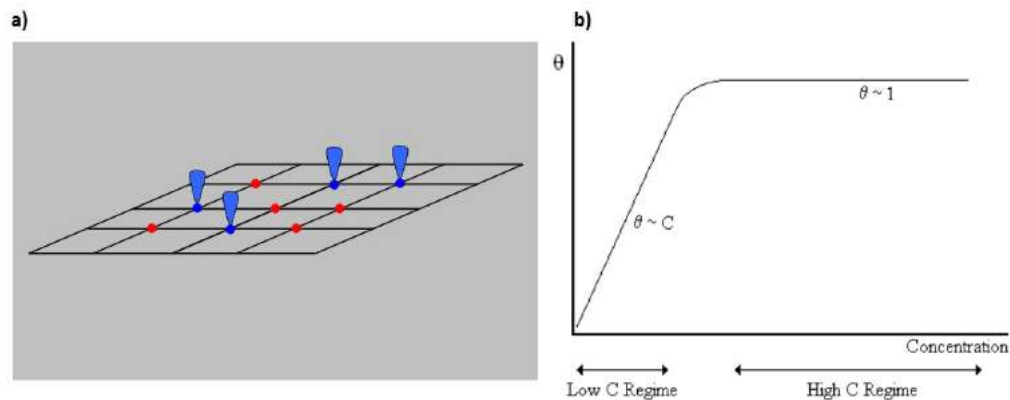 a)
b)
θ
θ ~ 1
θ ~ C
Concentration
Low C Regime
High C Regime